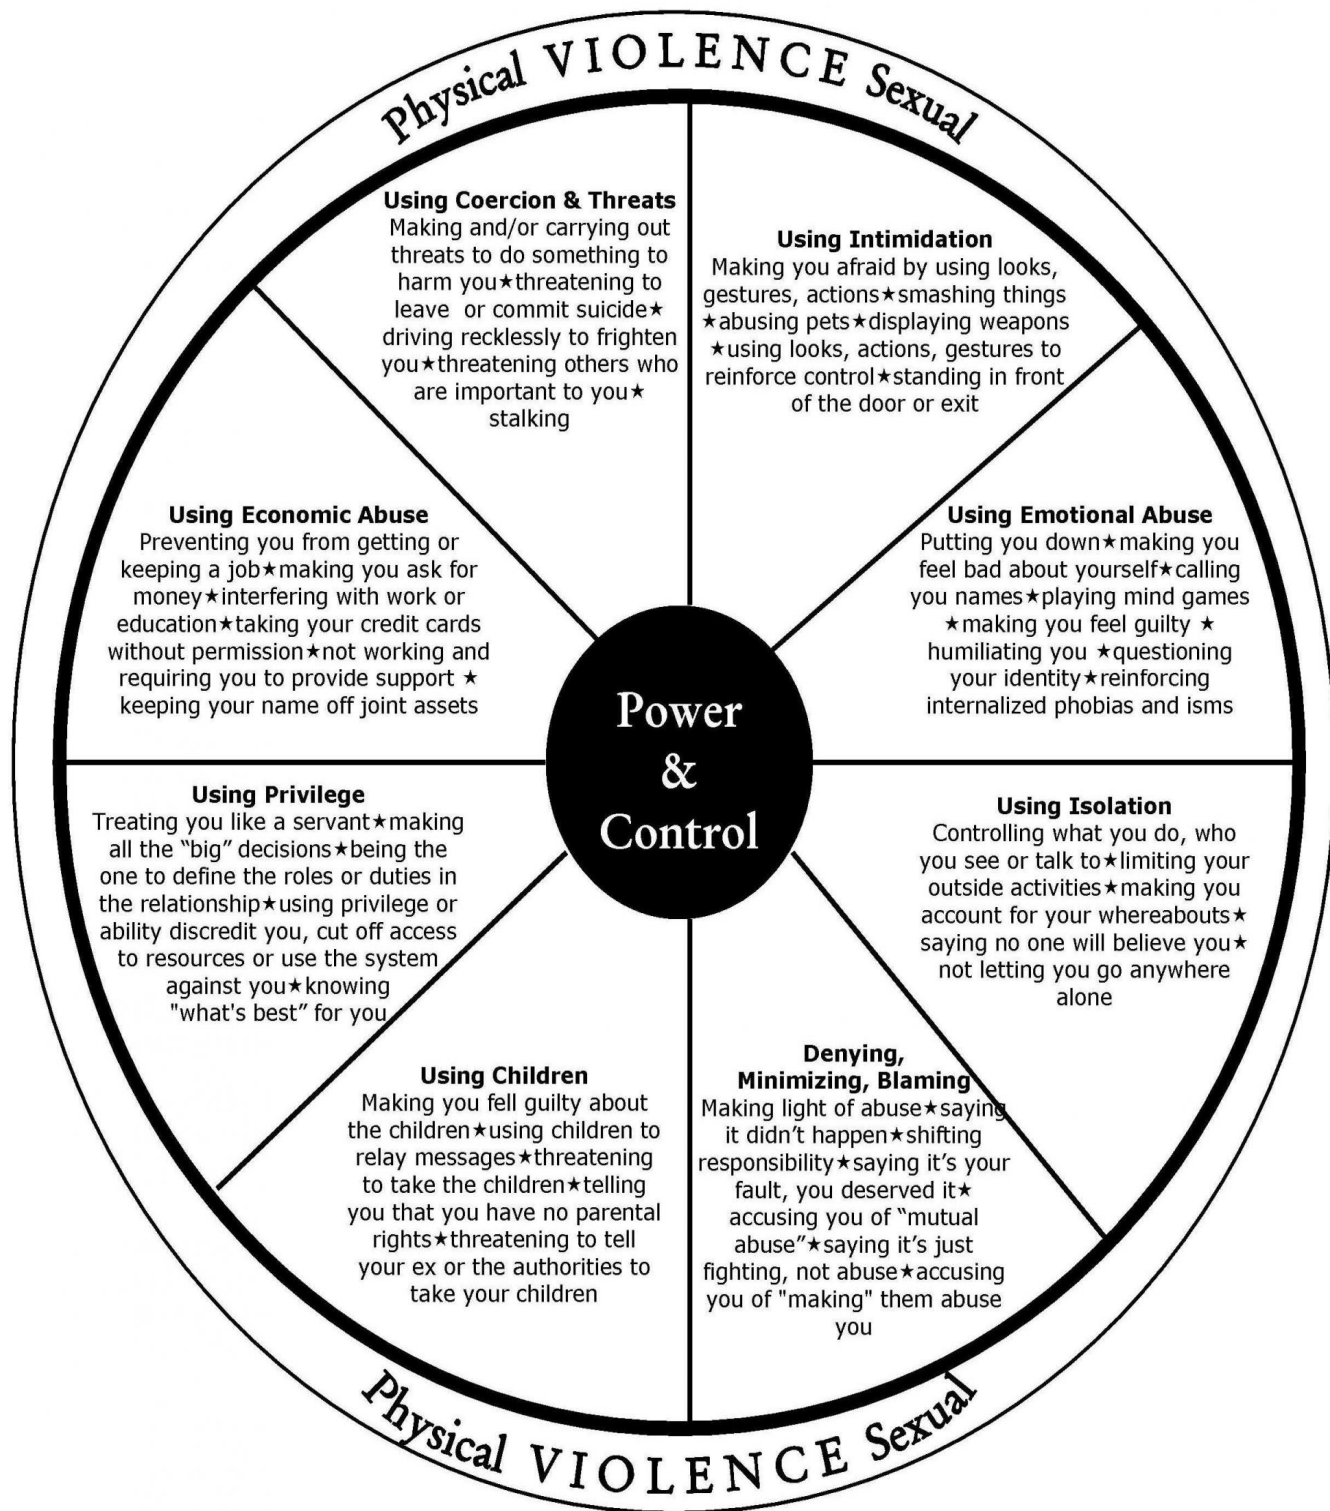 Physical VIOLENCE Sexual
Using Coercion & Threats
Making and/or carrying out
threats to do something to
harm you★threatening to
leave or commit suicide★
driving recklessly to frighten
you★threatening others who
are important to you★
stalking
Using Intimidation
Making you afraid by using looks,
gestures, actions★smashing things
★abusing pets★displaying weapons
★using looks, actions, gestures to
reinforce control★standing in front
of the door or exit
Using Economic Abuse
Preventing you from getting or
keeping a job★making you ask for
money★interfering with work or
education★taking your credit cards
without permission★not working and
requiring you to provide support ★
keeping your name off joint assets
Using Emotional Abuse
Putting you down★making you
feel bad about yourself★calling
you names★playing mind games
★making you feel guilty ★
humiliating you ★questioning
your identity★reinforcing
internalized phobias and isms
Power
&
Control
Using Privilege
Treating you like a servant★making
all the “big” decisions★being the
one to define the roles or duties in
the relationship★using privilege or
ability discredit you, cut off access
to resources or use the system
against you★knowing
"what's best” for you
Using Isolation
Controlling what you do, who
you see or talk to★limiting your
outside activities★making you
account for your whereabouts★
saying no one will believe you★
not letting you go anywhere
alone
Using Children
Making you fell guilty about
the children★using children to
relay messages★threatening
to take the children★telling
you that you have no parental
rights★threatening to tell
your ex or the authorities to
take your children
Denying,
Minimizing, Blaming
Making light of abuse★saying
it didn’t happen★shifting
responsibility★saying it’s your
fault, you deserved it★
accusing you of “mutual
abuse”★saying it’s just
fighting, not abuse★accusing
you of "making" them abuse
you
Physical VIOLENCE Sexual